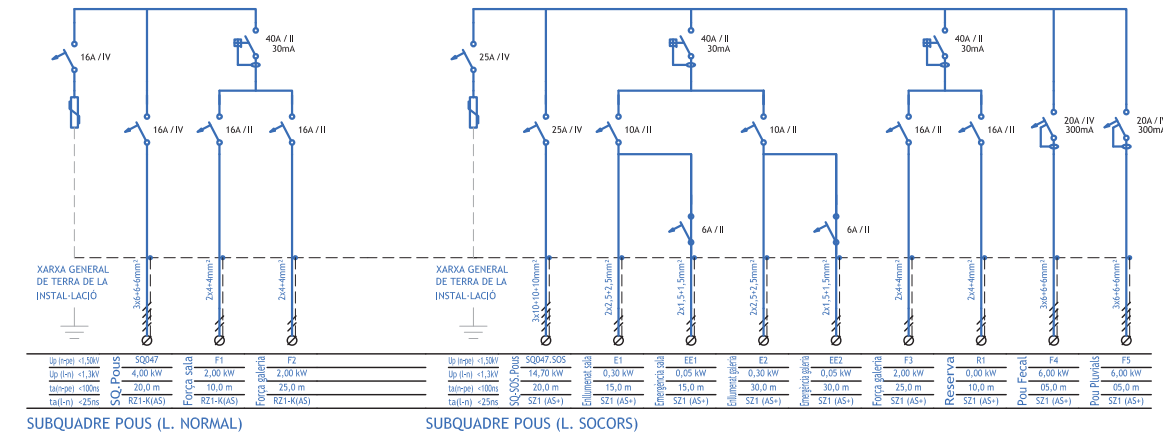 16A / IV
40A / II
30mA
16A / IV
16A / II
16A / II
25A / IV
40A / II
30mA
40A / II
30mA
25A / IV
10A / II
10A / II
16A / II
16A / II
20A / IV
300mA
20A / IV
300mA
6A / II
6A / II
XARXA GENERAL
DE TERRA DE LA
INSTAL·LACIÓ
3x6+6+6mm²
2x4+4mm²
2x4+4mm²
XARXA GENERAL
DE TERRA DE LA
INSTAL·LACIÓ
3x10+10+10mm²
2x2,5+2,5mm²
2x1,5+1,5mm²
2x2,5+2,5mm²
2x1,5+1,5mm²
2x4+4mm²
2x4+4mm²
3x6+6+6mm²
3x6+6+6mm²
Up (n-pe) <1,50kV
Up (l-n) <1,3kV
ta(n-pe) <100ns
ta(l-n) <25ns
SQ.Pous
SQ047
4,00 kW
20,0 m
RZ1-K(AS)
Força sala
F1
2,00 kW
10,0 m
RZ1-K(AS)
Força galeria
F2
2,00 kW
25,0 m
RZ1-K(AS)
Up (n-pe) <1,50kV
Up (l-n) <1,3kV
ta(n-pe) <100ns
ta(l-n) <25ns
SQ-SOS.Pous
SQ047.SOS
14,70 kW
20,0 m
SZ1 (AS+)
Enllumenat sala
E1
0,30 kW
15,0 m
SZ1 (AS+)
Emergència sala
EE1
0,05 kW
15,0 m
SZ1 (AS+)
Enllumenat galeria
E2
0,30 kW
30,0 m
SZ1 (AS+)
Emergència galeria
EE2
0,05 kW
30,0 m
SZ1 (AS+)
Força galeria
F3
2,00 kW
25,0 m
SZ1 (AS+)
Reserva
R1
0,00 kW
10,0 m
SZ1 (AS+)
Pou Fecal
F4
6,00 kW
05,0 m
SZ1 (AS+)
Pou Pluvials
F5
6,00 kW
05,0 m
SZ1 (AS+)
SUBQUADRE POUS (L. NORMAL)
SUBQUADRE POUS (L. SOCORS)